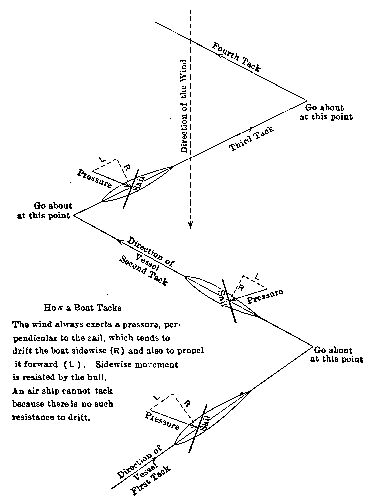 Fourth Tack
Direction of the Wind
Go about
at this point
Third Tack
L
R
Pressure
Sail
Go about
at this point
Direction of
Vessel
Second Tack
L
R
Pressure
Sail
How a Boat Tacks
The wind always exerts a pressure, per-
pendicular to the sail, which tends to
drift the boat sidewise (R) and also to propel
it forward (L). Sidewise movement
is resisted by the hull.
An air ship cannot tack
because there is no such
resistance to drift.
Go about
at this point
L
R
Pressure
Sail
Direction of
Vessel
First Tack